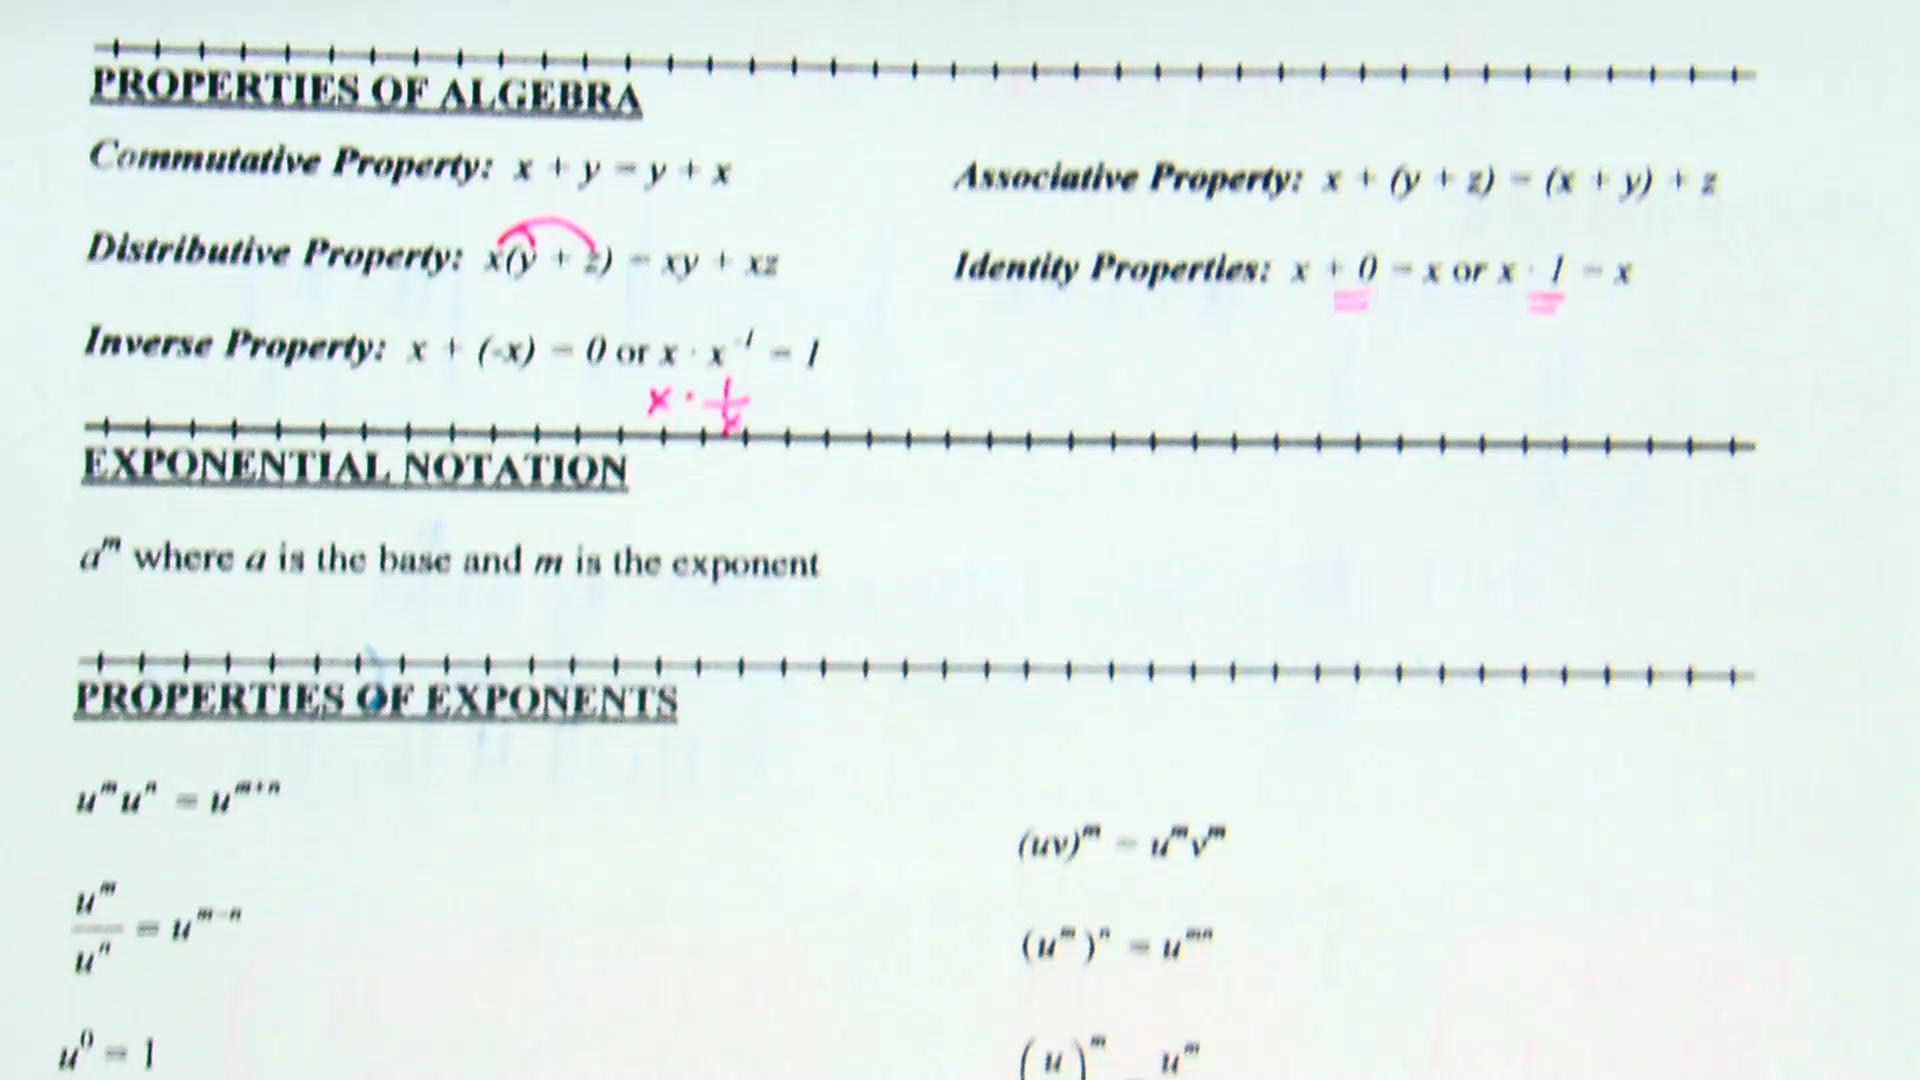 PROPERTIES OF ALGEBRA
Commutative Property: x + y = y + x
Associative Property: x + (y + z) = (x + y) + z
Distributive Property: x(y + z) = xy + xz
Identity Properties: x + 0 = x or x · 1 = x
Inverse Property: x + (-x) = 0 or x · x⁻¹ = 1
x · 1/x
EXPONENTIAL NOTATION
aᵐ where a is the base and m is the exponent
PROPERTIES OF EXPONENTS
uᵐuⁿ = uᵐ⁺ⁿ
(uv)ᵐ = uᵐvᵐ
uᵐ/uⁿ = uᵐ⁻ⁿ
(uᵐ)ⁿ = uᵐⁿ
u⁰ = 1
(u)ᵐ = uᵐ